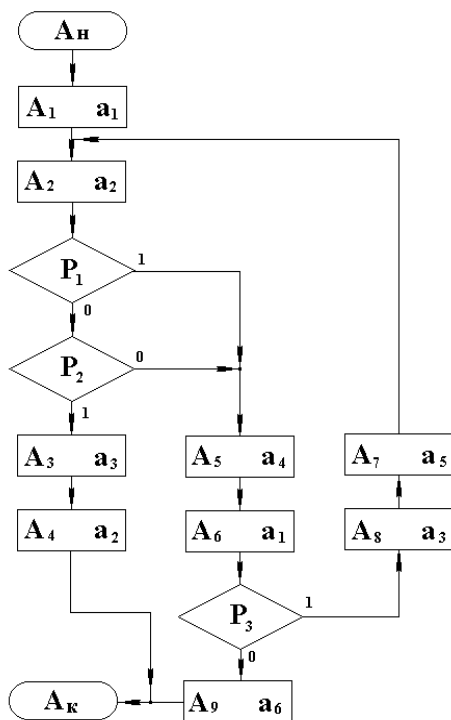 Aн
A1 a1
A2 a2
P1
1
0
P2
0
1
A3 a3
A5 a4
A7 a5
A4 a2
A6 a1
A8 a3
P3
1
0
Aк
A9 a6